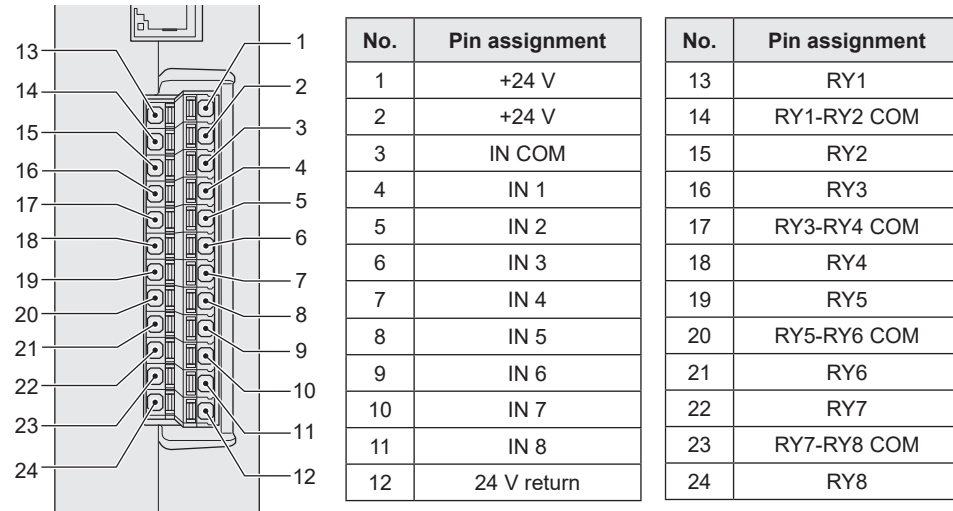 13
14
15
16
17
18
19
20
21
22
23
24
1
2
3
4
5
6
7
8
9
10
11
12
No. Pin assignment
1 +24 V
2 +24 V
3 IN COM
4 IN 1
5 IN 2
6 IN 3
7 IN 4
8 IN 5
9 IN 6
10 IN 7
11 IN 8
12 24 V return
No. Pin assignment
13 RY1
14 RY1-RY2 COM
15 RY2
16 RY3
17 RY3-RY4 COM
18 RY4
19 RY5
20 RY5-RY6 COM
21 RY6
22 RY7
23 RY7-RY8 COM
24 RY8